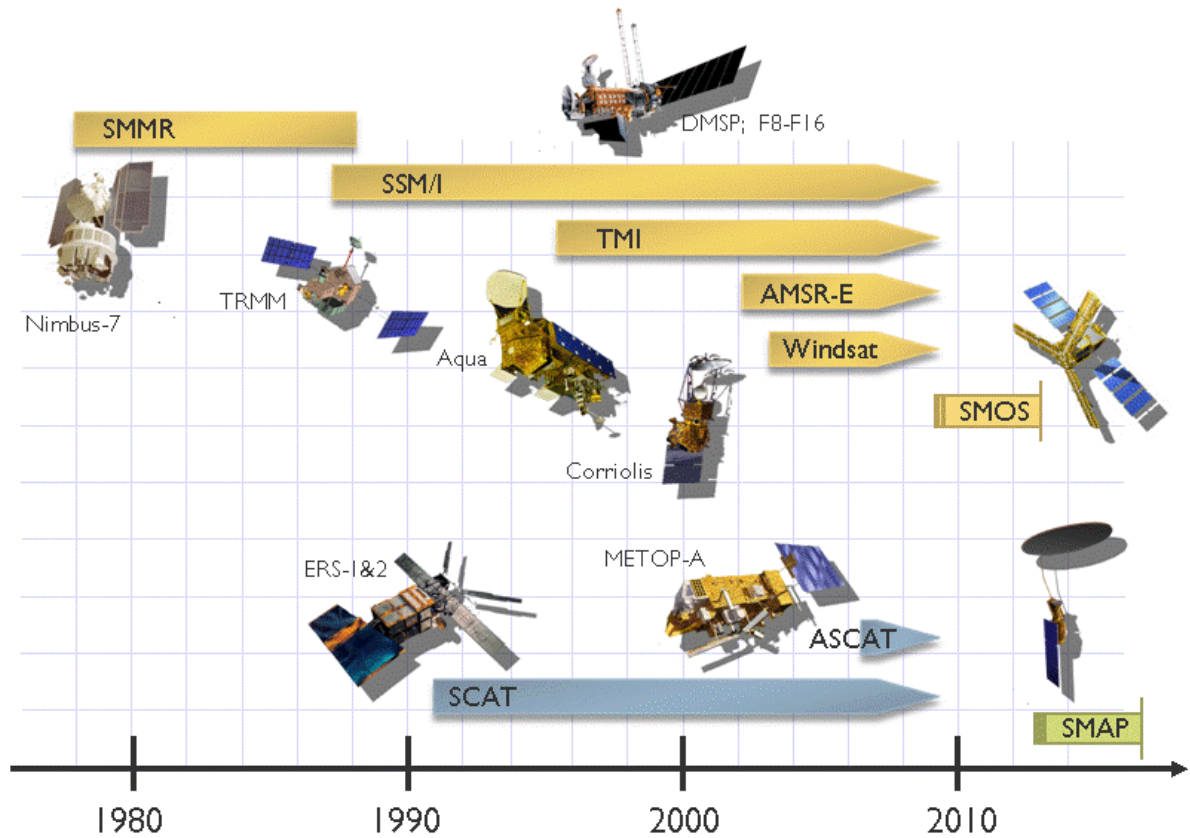 DMSP; F8-F16
SMMR
SSM/I
TMI
TRMM
AMSR-E
Nimbus-7
Aqua
Windsat
SMOS
Corriolis
METOP-A
ERS-1&2
ASCAT
SCAT
SMAP
1980
1990
2000
2010